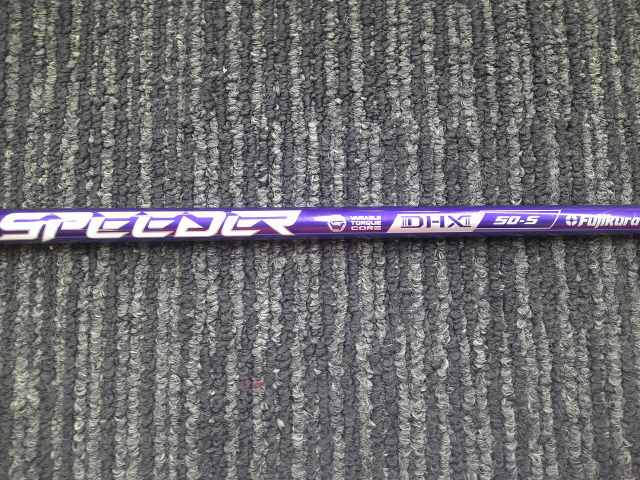 SPEEDER
VARIABLE
TORQUE
CORE
DHX
50-S
Fujikura